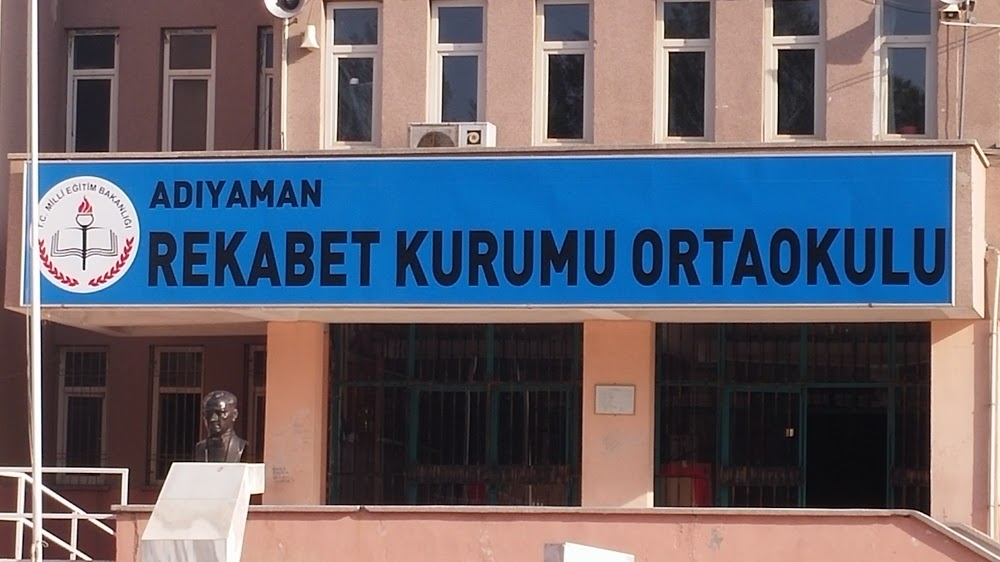 T.C. MİLLİ EĞİTİM BAKANLIĞI
ADIYAMAN
REKABET KURUMU ORTAOKULU